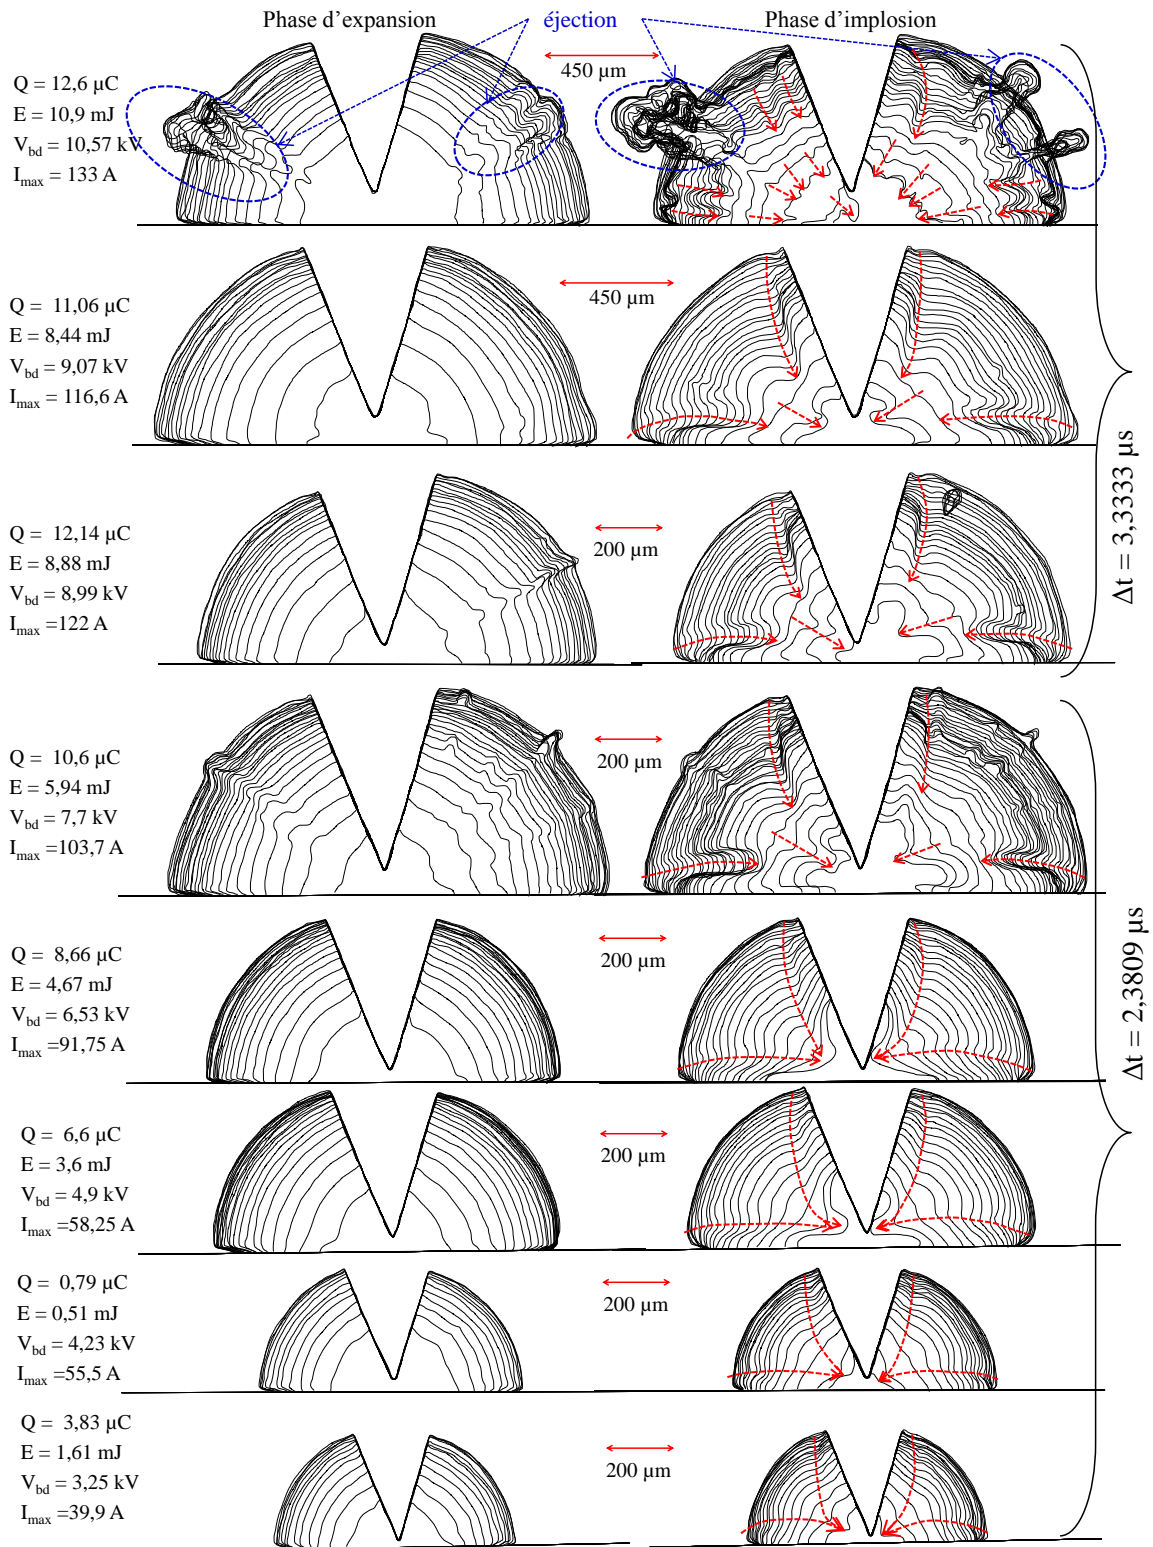 Phase d’expansion
éjection
Phase d’implosion
Q = 12,6 µC
E = 10,9 mJ
V_bd = 10,57 kV
I_max = 133 A
450 µm
Q = 11,06 µC
E = 8,44 mJ
V_bd = 9,07 kV
I_max = 116,6 A
450 µm
Q = 12,14 µC
E = 8,88 mJ
V_bd = 8,99 kV
I_max =122 A
200 µm
Δt = 3,3333 µs
Q = 10,6 µC
E = 5,94 mJ
V_bd = 7,7 kV
I_max =103,7 A
200 µm
Q = 8,66 µC
E = 4,67 mJ
V_bd = 6,53 kV
I_max =91,75 A
200 µm
Δt = 2,3809 µs
Q = 6,6 µC
E = 3,6 mJ
V_bd = 4,9 kV
I_max =58,25 A
200 µm
Q = 0,79 µC
E = 0,51 mJ
V_bd = 4,23 kV
I_max =55,5 A
200 µm
Q = 3,83 µC
E = 1,61 mJ
V_bd = 3,25 kV
I_max =39,9 A
200 µm